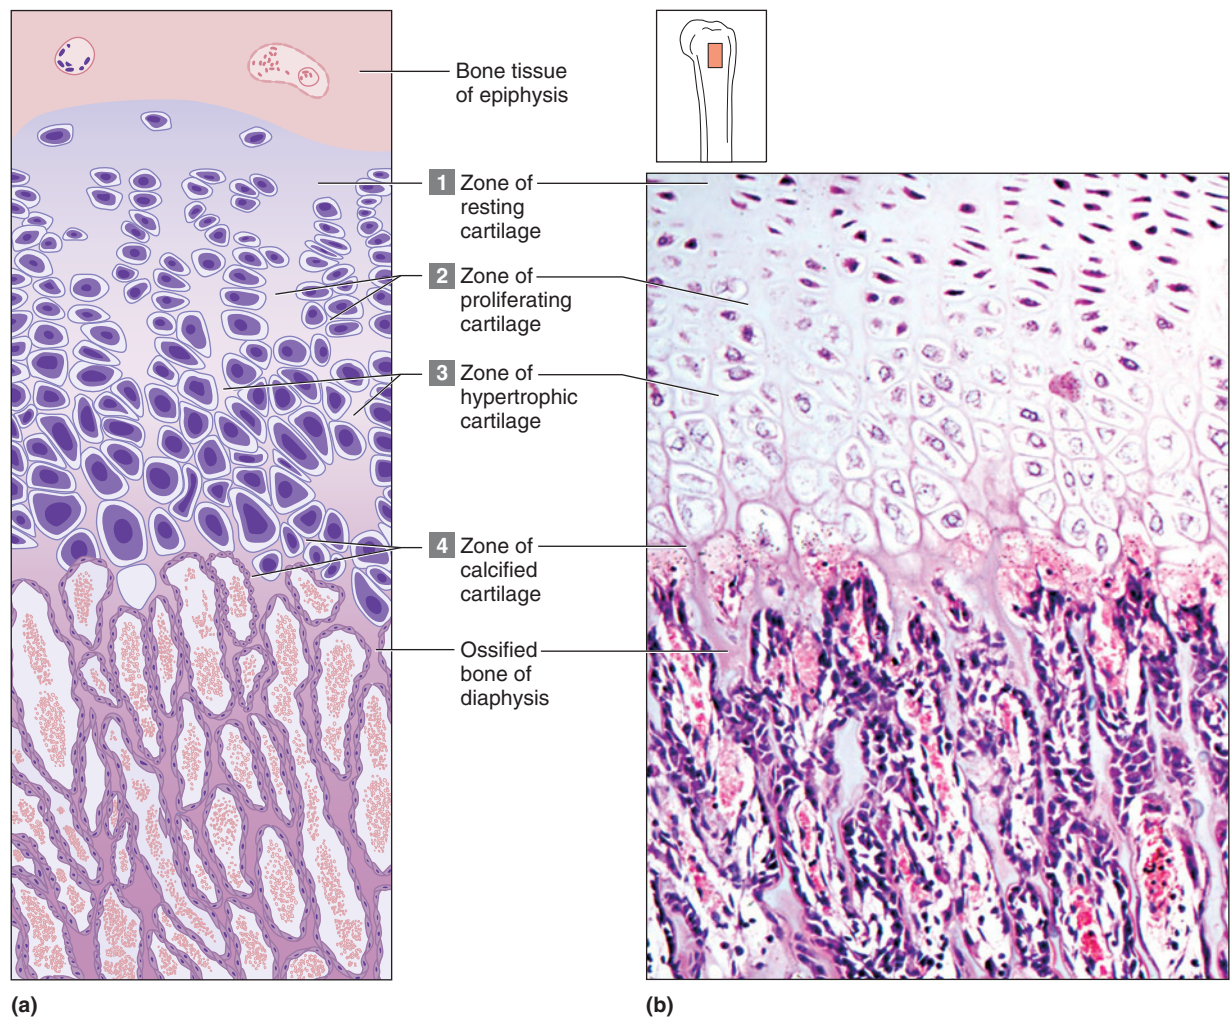 Bone tissue
of epiphysis
1 Zone of
resting
cartilage
2 Zone of
proliferating
cartilage
3 Zone of
hypertrophic
cartilage
4 Zone of
calcified
cartilage
Ossified
bone of
diaphysis
(a)
(b)